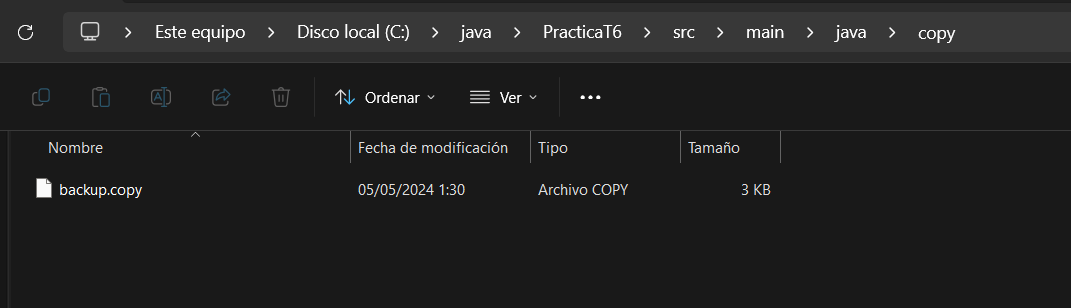 Este equipo > Disco local (C:) > java > PracticaT6 > src > main > java > copy
Ordenar Ver
Nombre Fecha de modificación Tipo Tamaño
backup.copy 05/05/2024 1:30 Archivo COPY 3 KB